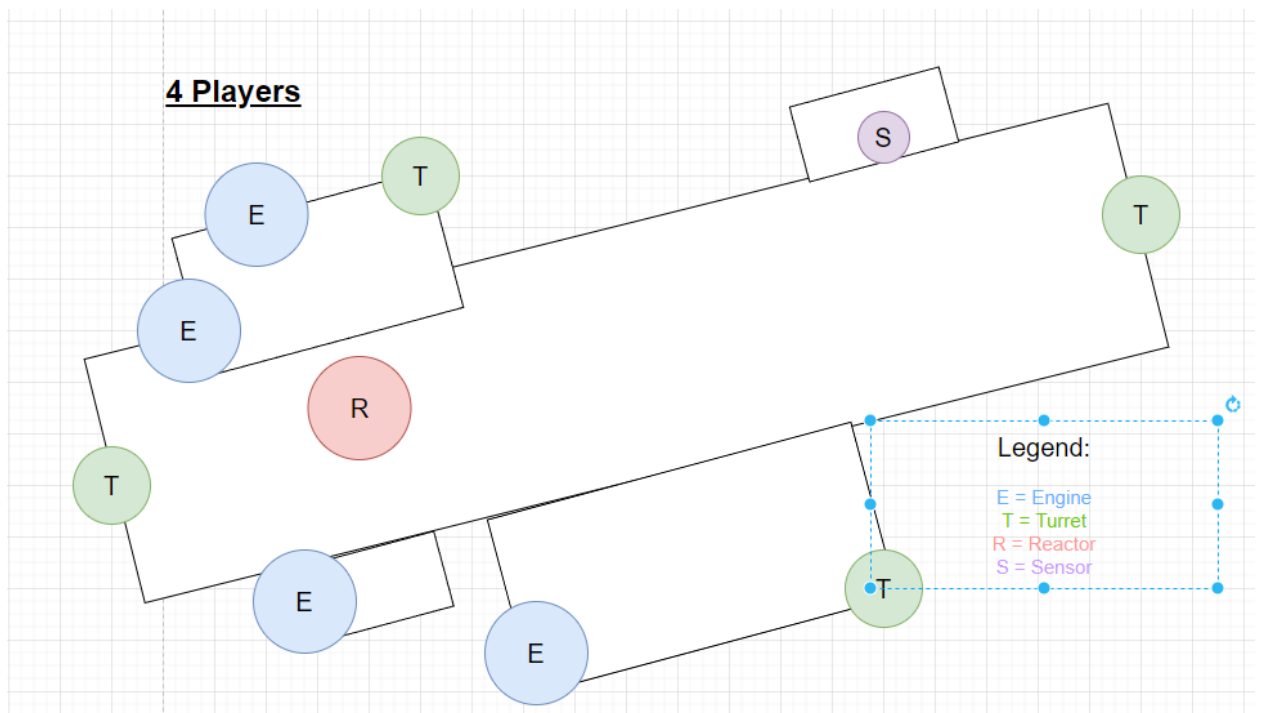 4 Players
S
T
E
T
E
R
Legend:
T
E = Engine
T = Turret
R = Reactor
S = Sensor
E
T
E